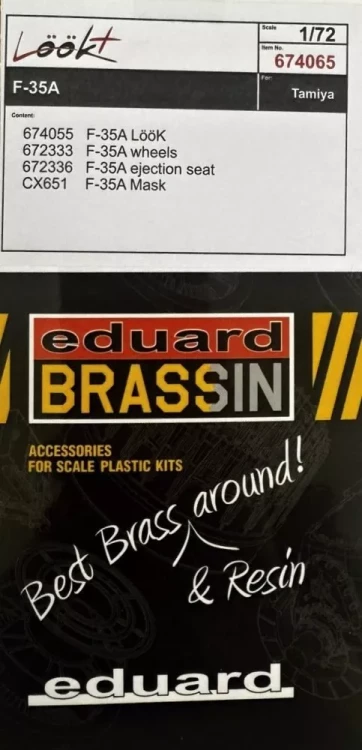 Löök+
Scale
1/72
Item No.
674065
F-35A
For:
Tamiya
Content:
674055 F-35A LööK
672333 F-35A wheels
672336 F-35A ejection seat
CX651 F-35A Mask
eduard
BRASSIN
ACCESSORIES
FOR SCALE PLASTIC KITS
Best Brass around!
& Resin
eduard